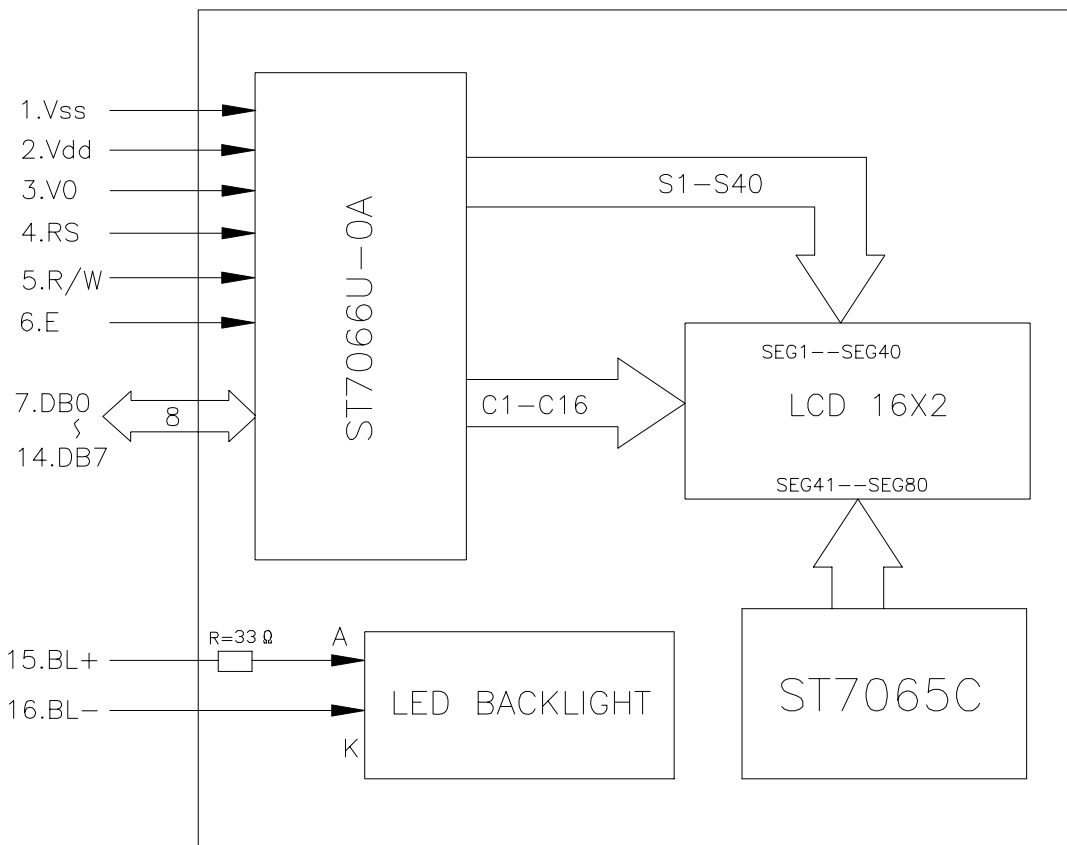 1.Vss
2.Vdd
3.V0
4.RS
5.R/W
6.E
7.DB0
~
14.DB7
8
ST7066U-0A
S1-S40
C1-C16
SEG1--SEG40
LCD 16X2
SEG41--SEG80
ST7065C
15.BL+
R=33Ω
A
16.BL-
K
LED BACKLIGHT